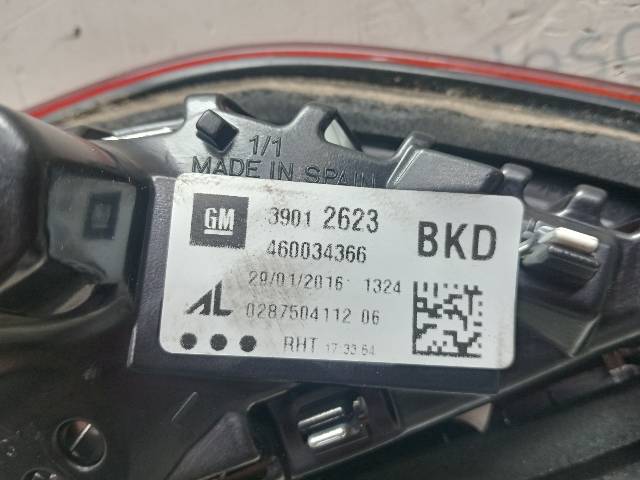 1/1
MADE IN SPAIN
GM 3901 2623
460034366
BKD
29/01/2016 1324
AL 0287504112 06
RHT 17:33:54